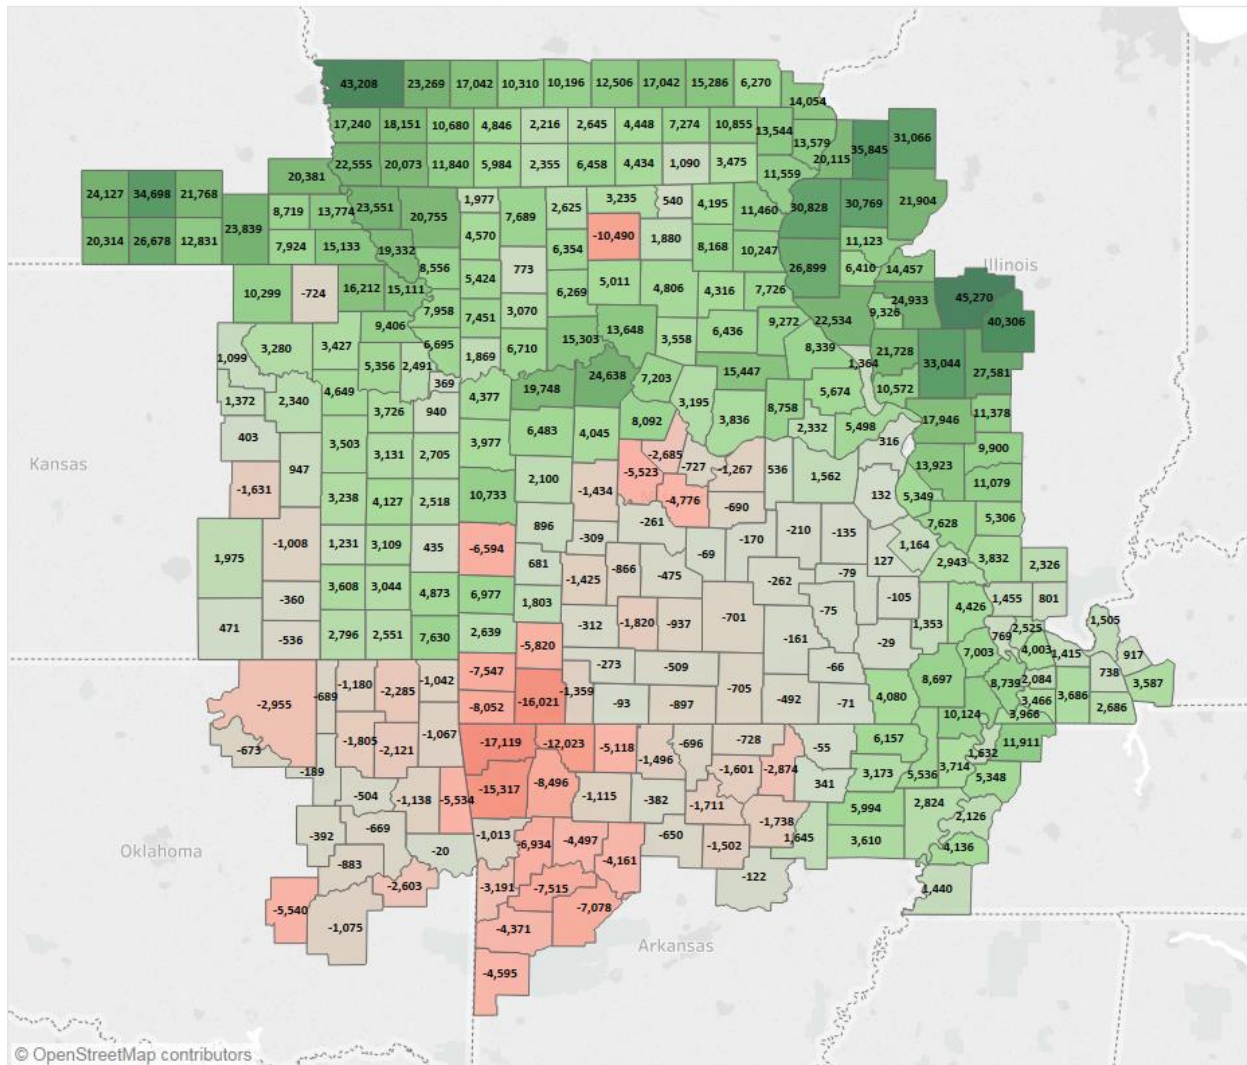 43,208 23,269 17,042 10,310 10,196 12,506 17,042 15,286 6,270
14,054
17,240 18,151 10,680 4,846 2,216 2,645 4,448 7,274 10,855 13,544 13,579 20,115 35,845 31,066
22,555 20,073 11,840 5,984 2,355 6,458 4,434 1,090 3,475 11,559
20,381
24,127 34,698 21,768 8,719 13,774 23,551 20,755 1,977 7,689 2,625 3,235 540 4,195 11,460 30,828 30,769 21,904
23,839
20,314 26,678 12,831 7,924 15,133 19,332 4,570 6,354 -10,490 1,880 8,168 10,247 11,123
8,556 5,424 773 26,899 6,410 14,457 Illinois
10,299 -724 16,212 15,111 6,269 5,011 4,806 4,316 7,726 24,933 45,270
7,958 7,451 3,070 9,326 40,306
9,406 15,303 13,648 3,558 6,436 9,272 22,534
1,099 3,280 3,427 6,695 1,869 6,710 8,339 21,728 33,044 27,581
5,356 2,491 1,364
1,372 2,340 4,649 369 4,377 19,748 24,638 7,203 15,447 5,674 10,572
3,726 940 3,195 8,758 17,946 11,378
403 3,503 3,977 6,483 4,045 8,092 3,836 2,332 5,498 316 9,900
Kansas 947 3,131 2,705 -2,685 -727 -1,267 536 1,562 13,923
-1,631 3,238 4,127 2,518 10,733 2,100 -1,434 -5,523 -4,776 -690 132 5,349 11,079
896 -261 7,628 5,306
1,975 -1,008 1,231 3,109 435 -6,594 681 -309 -69 -170 -210 -135 127 1,164 2,943 3,832 2,326
-360 3,608 3,044 4,873 6,977 1,803 -1,425 -866 -475 -262 -79 -105 4,426 1,455 801
471 -536 2,796 2,551 7,630 2,639 -5,820 -312 -1,820 -937 -701 -161 -75 -29 1,353 769 2,525 1,505
7,003 4,003 1,415 917
-2,955 -689 -1,180 -2,285 -1,042 -7,547 -16,021 -1,359 -273 -509 -705 -492 -66 8,697 8,739 2,084 738 3,587
-8,052 -93 -897 -71 4,080 10,124 3,466 3,686 2,686
3,966
-673 -1,805 -2,121 -1,067 -17,119 -12,023 -5,118 -1,496 -696 -728 -55 6,157 1,632 11,911
-189 -504 -1,138 -5,534 -15,317 -8,496 -1,115 -382 -1,711 -1,601 -2,874 341 3,173 5,536 3,714 5,348
-392 -669 -20 -1,013 -6,934 -4,497 -650 -1,502 -1,738 1,645 5,994 2,824 2,126
Oklahoma -883 -4,161 3,610 4,136
-5,540 -2,603 -3,191 -7,515 -122 1,440
-1,075 -4,371 -7,078 Arkansas
-4,595
© OpenStreetMap contributors